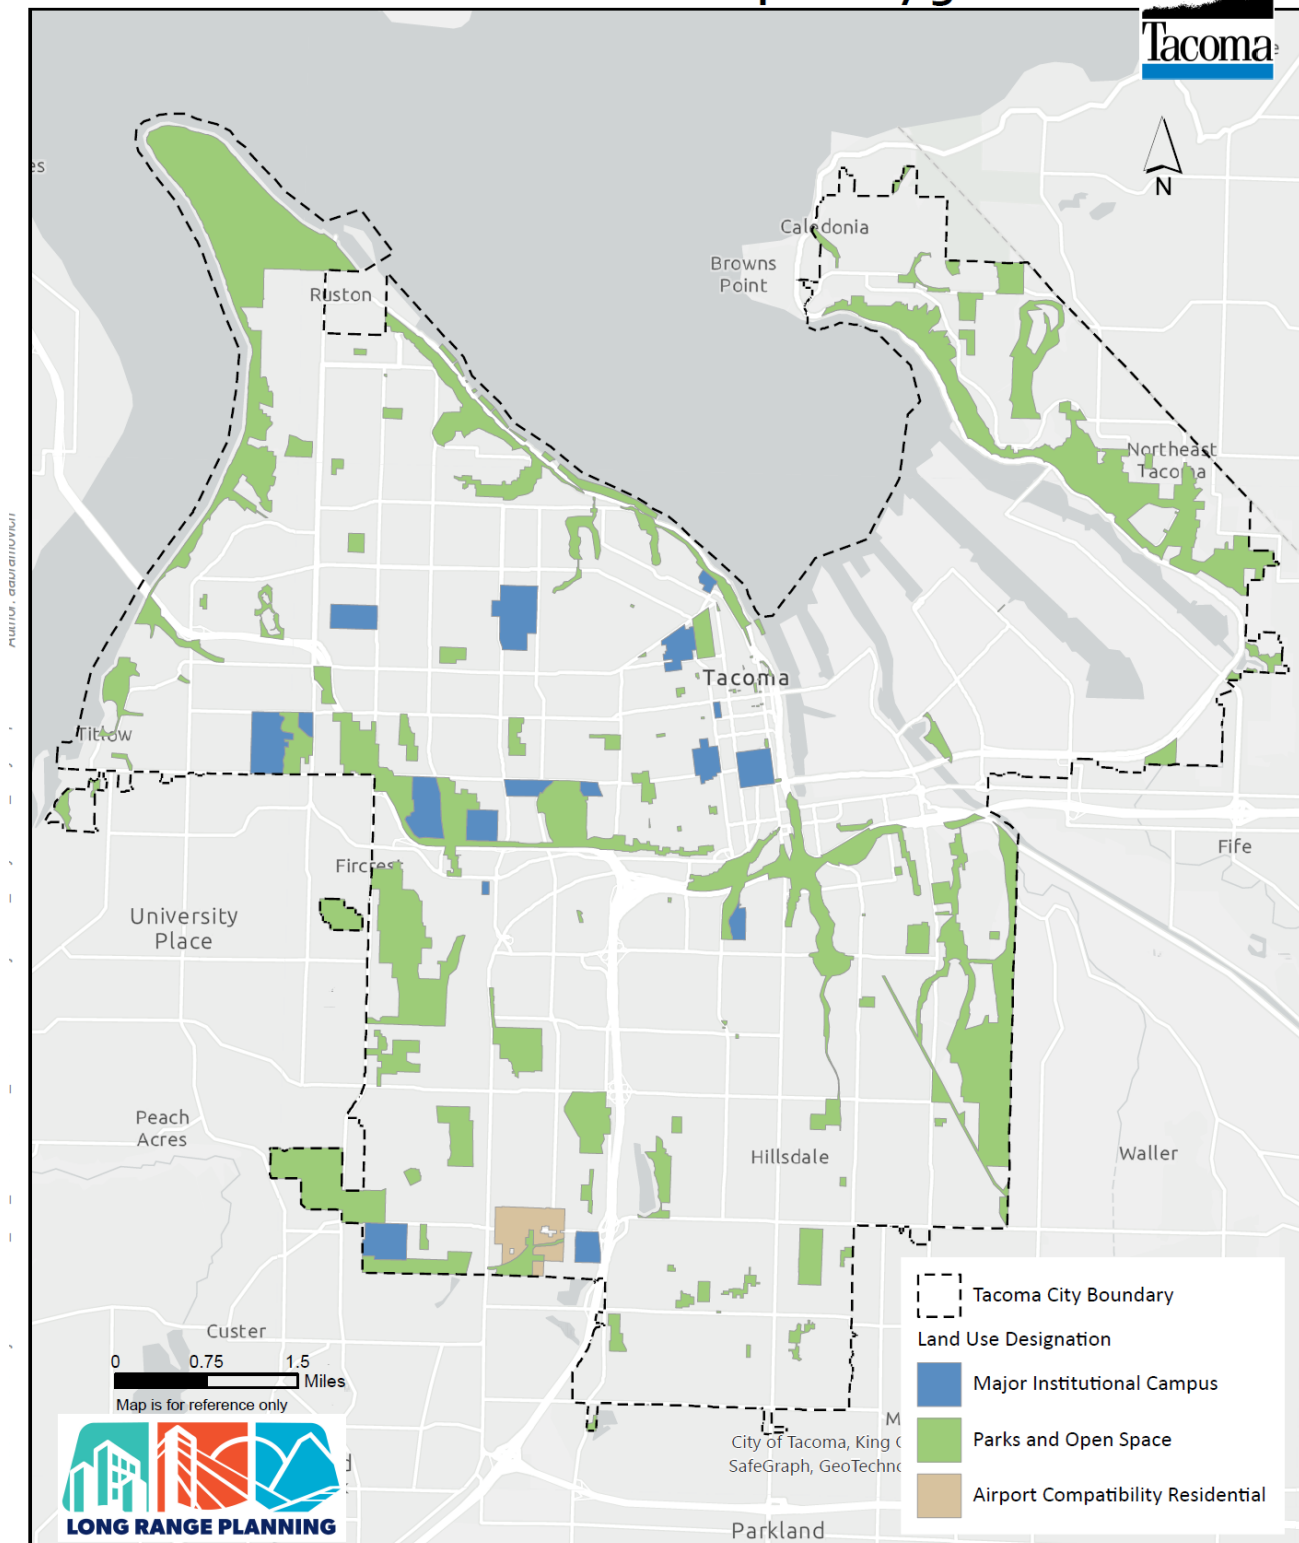 Tacoma
N
Caledonia
Browns
Point
Ruston
Northeast
Tacoma
Tacoma
Titlow
Fircrest
Fife
University
Place
Peach
Acres
Hillsdale
Waller
Custer
Tacoma City Boundary
Land Use Designation
Major Institutional Campus
Parks and Open Space
Airport Compatibility Residential
0 0.75 1.5
Miles
Map is for reference only
City of Tacoma, King
SafeGraph,
LONG RANGE PLANNING
Parkland